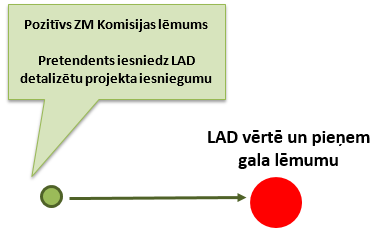 Pozitīvs ZM Komisijas lēmums
Pretendents iesniedz LAD
detalizētu projekta iesniegumu
LAD vērtē un pieņem
gala lēmumu